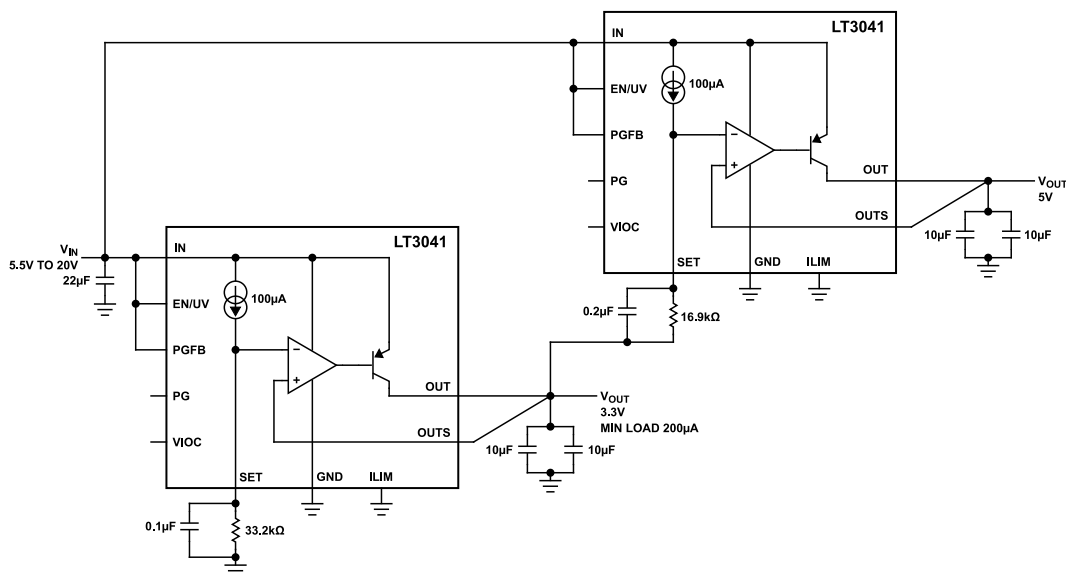 LT3041
IN
100µA
EN/UV
PGFB
−
+
PG
OUT
VOUT
5V
VIOC
OUTS
10µF
10µF
SET
GND
ILIM
0.2µF
16.9kΩ
LT3041
VIN
5.5V TO 20V
22µF
IN
100µA
EN/UV
PGFB
−
+
PG
OUT
VOUT
3.3V
MIN LOAD 200µA
VIOC
OUTS
10µF
10µF
SET
GND
ILIM
0.1µF
33.2kΩ